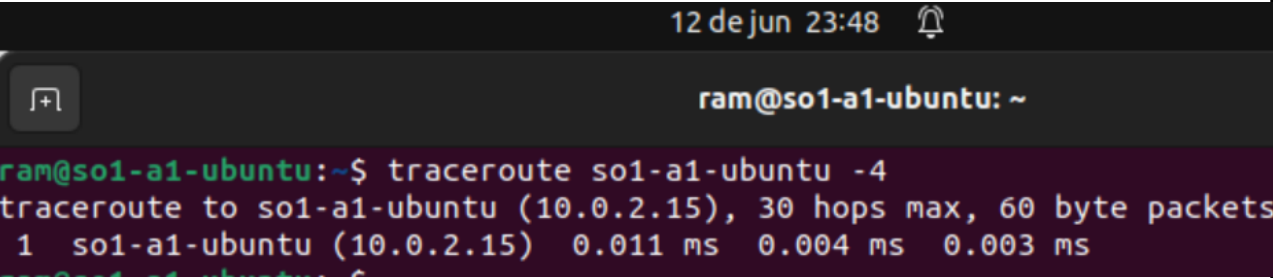 12 de jun 23:48
ram@so1-a1-ubuntu: ~
ram@so1-a1-ubuntu:~$ traceroute so1-a1-ubuntu -4
traceroute to so1-a1-ubuntu (10.0.2.15), 30 hops max, 60 byte packets
1 so1-a1-ubuntu (10.0.2.15) 0.011 ms 0.004 ms 0.003 ms